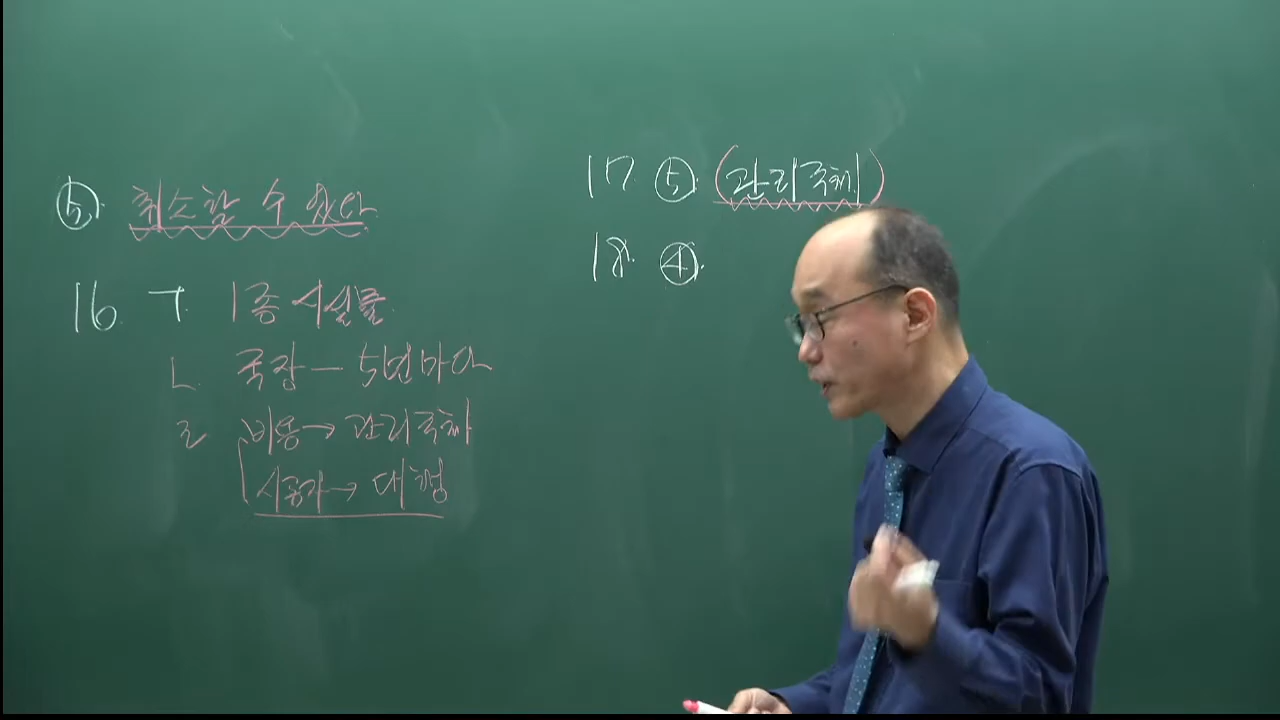 ⑤. 취소할 수 있다
16. ㄱ. 1종시설물.
ㄴ. 국장 — 5년마다
ㄹ. 비용 → 관리주체
시공자 → 대행
17. ⑤. (관리주체)
18. ④.